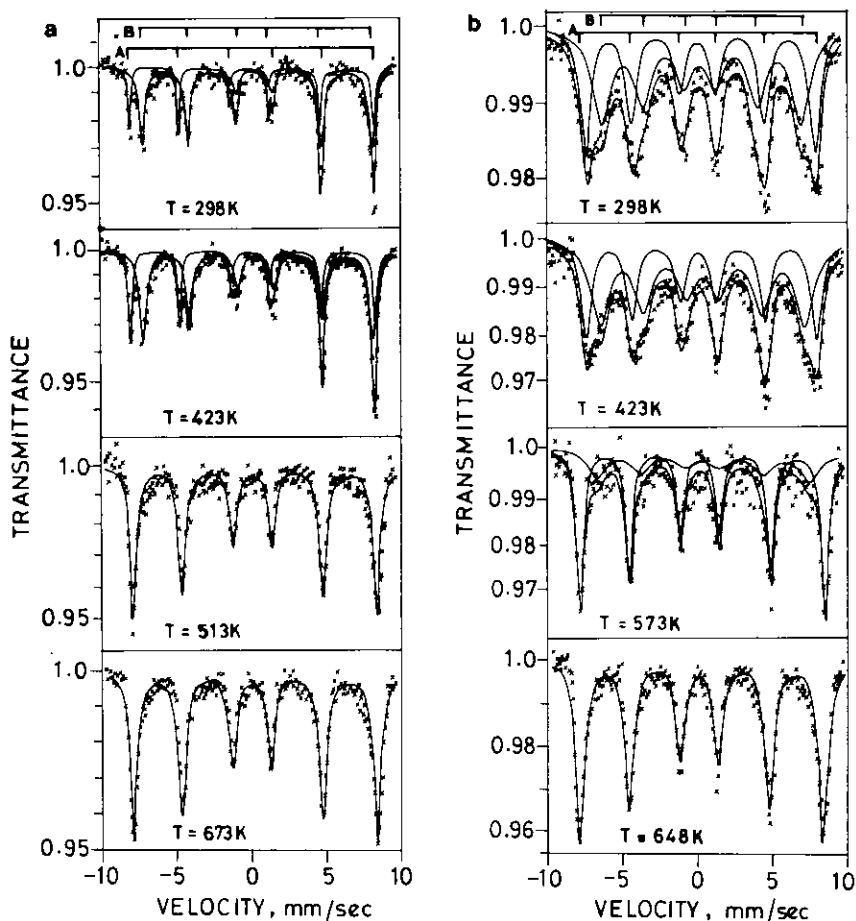 a
B
A
1.0
0.95
T = 298K
1.0
0.95
T = 423K
1.0
0.95
T = 513K
1.0
0.95
T = 673K
-10 -5 0 5 10
VELOCITY, mm/sec
TRANSMITTANCE
b
B
A
1.0
0.99
0.98
T = 298K
1.0
0.99
0.98
0.97
T = 423K
1.0
0.99
0.98
0.97
T = 573K
1.0
0.98
0.96
T = 648K
-10 -5 0 5 10
VELOCITY, mm/sec
TRANSMITTANCE